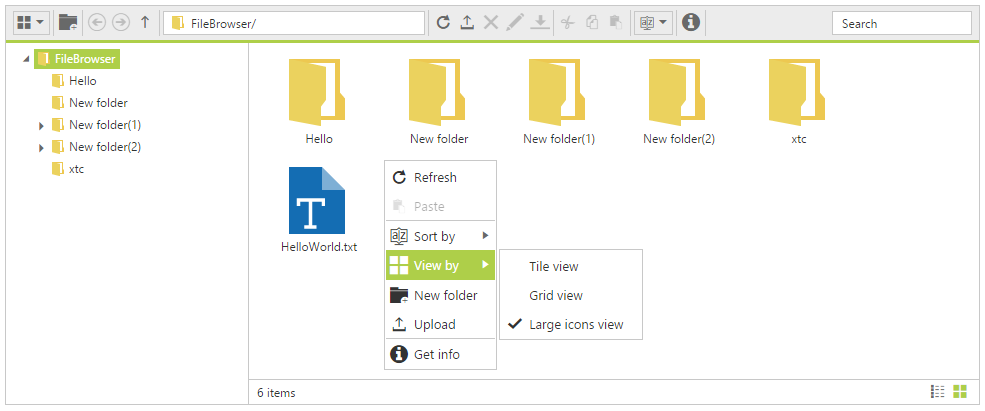 FileBrowser/
Search
FileBrowser
Hello
New folder
New folder(1)
New folder(2)
xtc
Hello
New folder
New folder(1)
New folder(2)
xtc
HelloWorld.txt
Refresh
Paste
Sort by
View by
New folder
Upload
Get info
Tile view
Grid view
Large icons view
6 items